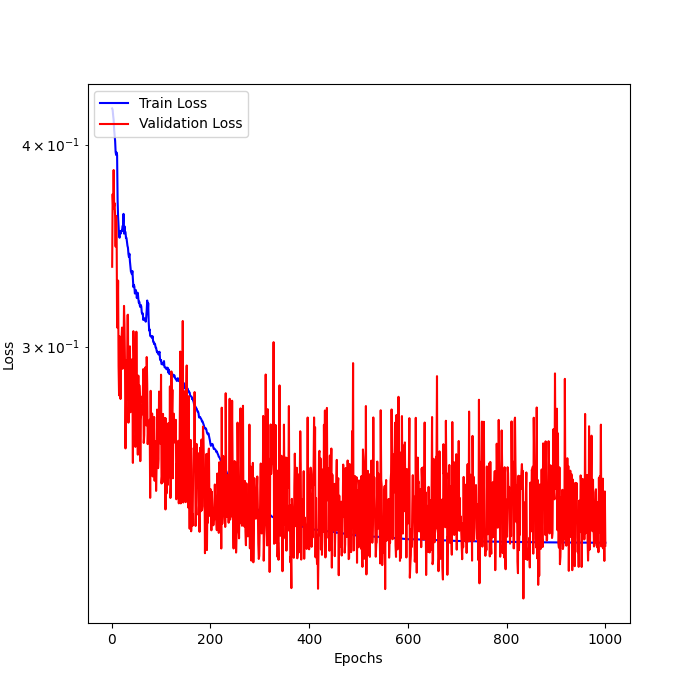 Train Loss
Validation Loss
4 × 10⁻¹
3 × 10⁻¹
Loss
0 200 400 600 800 1000
Epochs